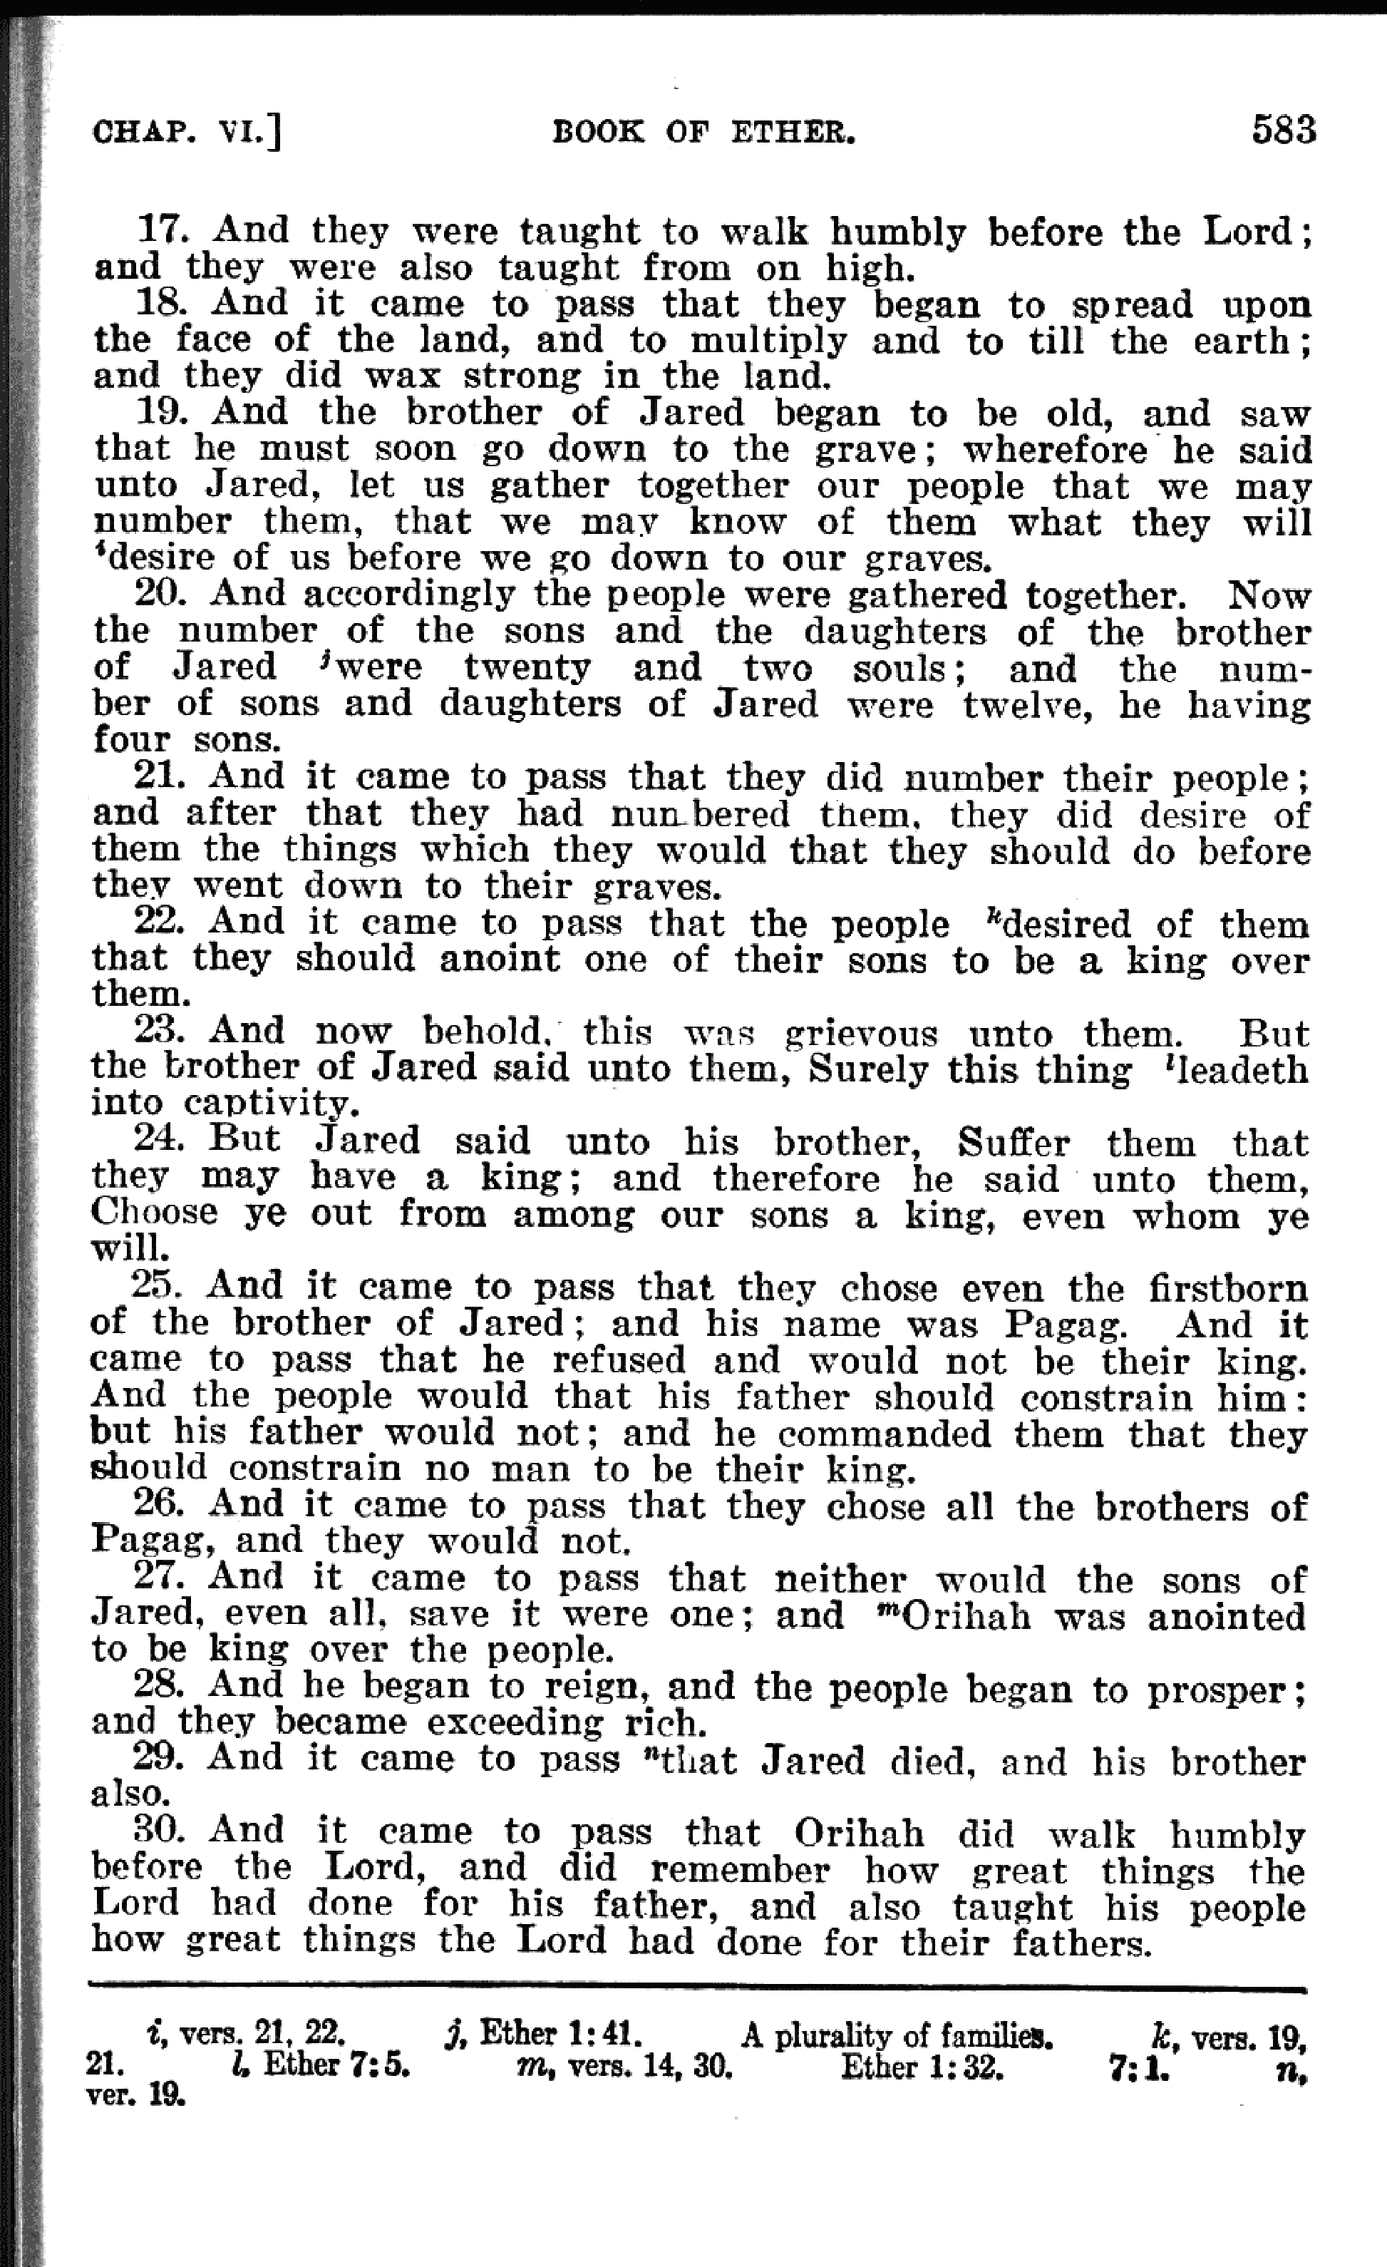 CHAP. VI.] BOOK OF ETHER. 583
17. And they were taught to walk humbly before the Lord;
and they were also taught from on high.
18. And it came to pass that they began to spread upon
the face of the land, and to multiply and to till the earth;
and they did wax strong in the land.
19. And the brother of Jared began to be old, and saw
that he must soon go down to the grave; wherefore he said
unto Jared, let us gather together our people that we may
number them, that we may know of them what they will
ⁱdesire of us before we go down to our graves.
20. And accordingly the people were gathered together. Now
the number of the sons and the daughters of the brother
of Jared ʲwere twenty and two souls; and the num-
ber of sons and daughters of Jared were twelve, he having
four sons.
21. And it came to pass that they did number their people;
and after that they had numbered them, they did desire of
them the things which they would that they should do before
they went down to their graves.
22. And it came to pass that the people ᵏdesired of them
that they should anoint one of their sons to be a king over
them.
23. And now behold, this was grievous unto them. But
the brother of Jared said unto them, Surely this thing ˡleadeth
into captivity.
24. But Jared said unto his brother, Suffer them that
they may have a king; and therefore he said unto them,
Choose ye out from among our sons a king, even whom ye
will.
25. And it came to pass that they chose even the firstborn
of the brother of Jared; and his name was Pagag. And it
came to pass that he refused and would not be their king.
And the people would that his father should constrain him:
but his father would not; and he commanded them that they
should constrain no man to be their king.
26. And it came to pass that they chose all the brothers of
Pagag, and they would not.
27. And it came to pass that neither would the sons of
Jared, even all, save it were one; and ᵐOrihah was anointed
to be king over the people.
28. And he began to reign, and the people began to prosper;
and they became exceeding rich.
29. And it came to pass ⁿthat Jared died, and his brother
also.
30. And it came to pass that Orihah did walk humbly
before the Lord, and did remember how great things the
Lord had done for his father, and also taught his people
how great things the Lord had done for their fathers.
i, vers. 21, 22. j, Ether 1:41. A plurality of families. k, vers. 19,
21. l, Ether 7:5. m, vers. 14, 30. Ether 1:32. 7:1. n,
ver. 19.